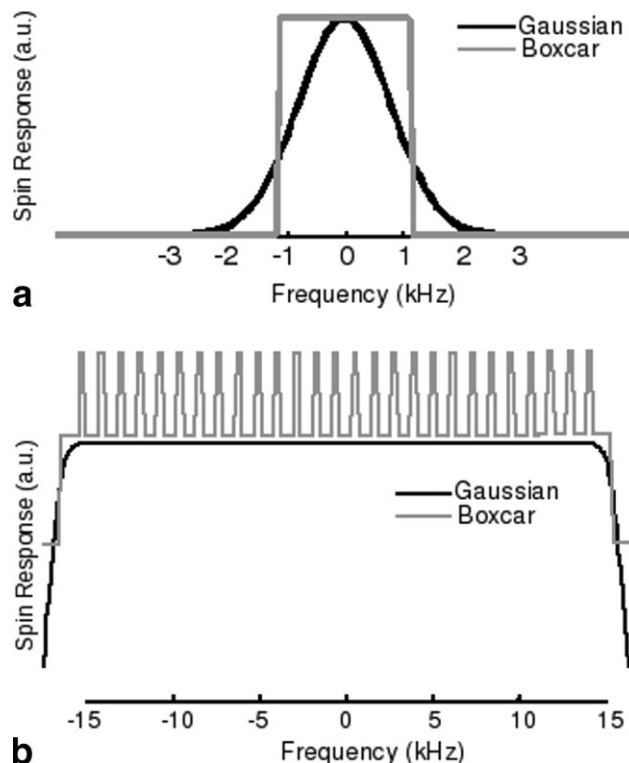 Spin Response (a.u.)
Gaussian
Boxcar
-3 -2 -1 0 1 2 3
Frequency (kHz)
a
Spin Response (a.u.)
Gaussian
Boxcar
-15 -10 -5 0 5 10 15
Frequency (kHz)
b